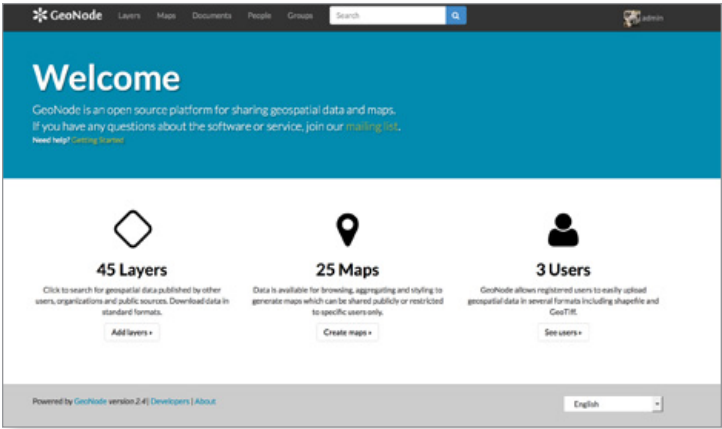 GeoNode Layers Maps Documents People Groups Search admin
Welcome
GeoNode is an open source platform for sharing geospatial data and maps.
If you have any questions about the software or service, join our mailing list.
Need help? Getting Started
45 Layers
Click to search for geospatial data published by other
users, organizations and public sources. Download data in
standard formats.
Add layers
25 Maps
Data is available for browsing, aggregating and styling to
generate maps which can be shared publicly or restricted
to specific users only.
Create maps
3 Users
GeoNode allows registered users to easily upload
geospatial data in several formats including shapefile and
GeoTiff.
See users
Powered by GeoNode version 2.4 | Developers | About
English